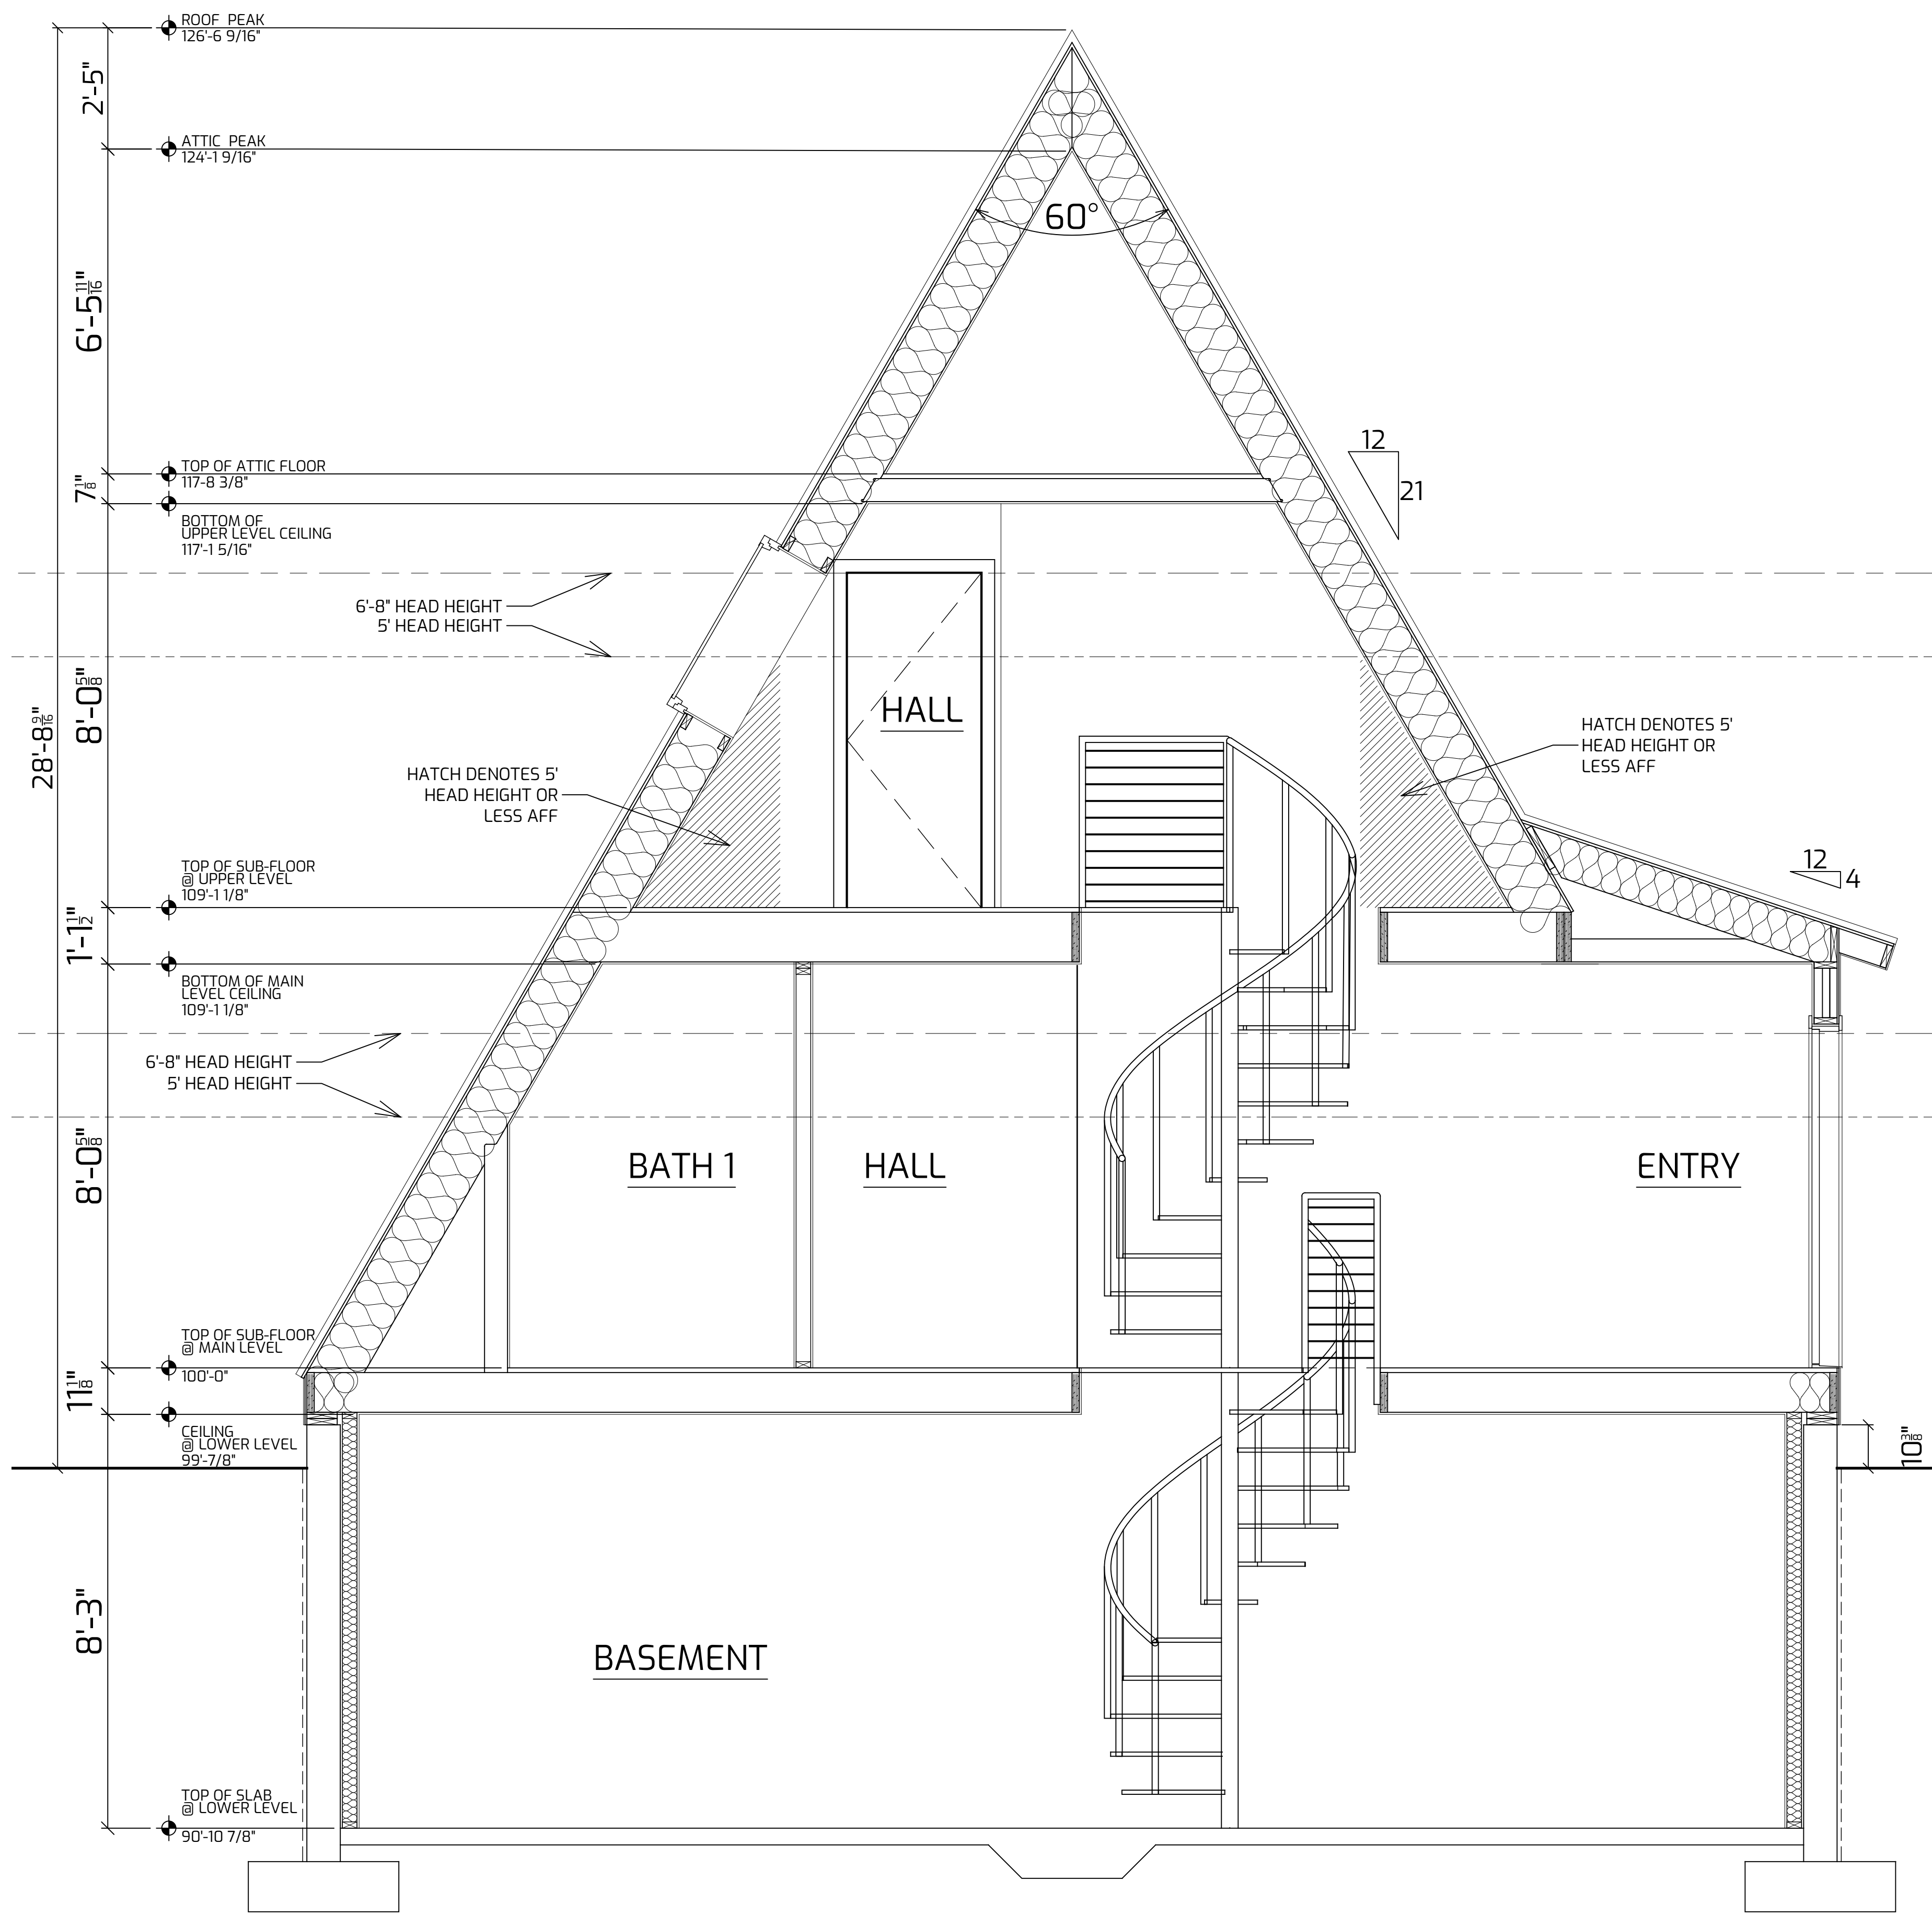 ROOF PEAK
126'-6 9/16"
2'-5"
ATTIC PEAK
124'-1 9/16"
60°
6'-5 11/16"
12
21
TOP OF ATTIC FLOOR
117-8 3/8"
7 1/8"
BOTTOM OF
UPPER LEVEL CEILING
117'-1 5/16"
6'-8" HEAD HEIGHT
5' HEAD HEIGHT
28'-8 9/16"
8'-0 5/8"
HALL
HATCH DENOTES 5'
HEAD HEIGHT OR
LESS AFF
HATCH DENOTES 5'
HEAD HEIGHT OR
LESS AFF
12
4
TOP OF SUB-FLOOR
@ UPPER LEVEL
109'-1 1/8"
1'-1 1/2"
BOTTOM OF MAIN
LEVEL CEILING
109'-1 1/8"
6'-8" HEAD HEIGHT
5' HEAD HEIGHT
8'-0 5/8"
BATH 1
HALL
ENTRY
TOP OF SUB-FLOOR
@ MAIN LEVEL
100'-0"
11 1/8"
CEILING
@ LOWER LEVEL
99'-7/8"
10 3/8"
8'-3"
BASEMENT
TOP OF SLAB
@ LOWER LEVEL
90'-10 7/8"